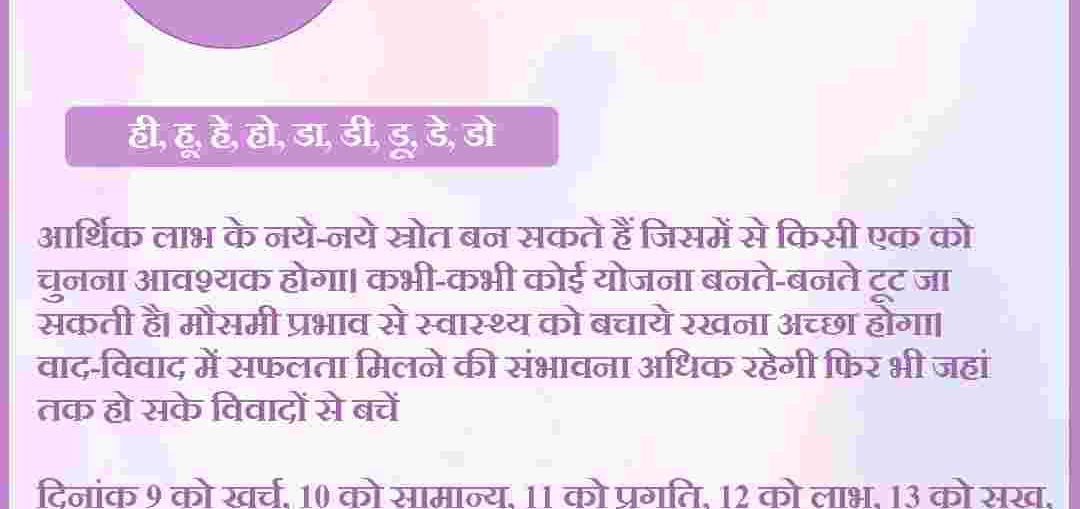 ही, हू, हे, हो, डा, डी, डू, डे, डो
आर्थिक लाभ के नये-नये स्रोत बन सकते हैं जिसमें से किसी एक को
चुनना आवश्यक होगा। कभी-कभी कोई योजना बनते-बनते टूट जा
सकती है। मौसमी प्रभाव से स्वास्थ्य को बचाये रखना अच्छा होगा।
वाद-विवाद में सफलता मिलने की संभावना अधिक रहेगी फिर भी जहां
तक हो सके विवादों से बचें
दिनांक 9 को खर्च, 10 को सामान्य, 11 को प्रगति, 12 को लाभ, 13 को सुख,